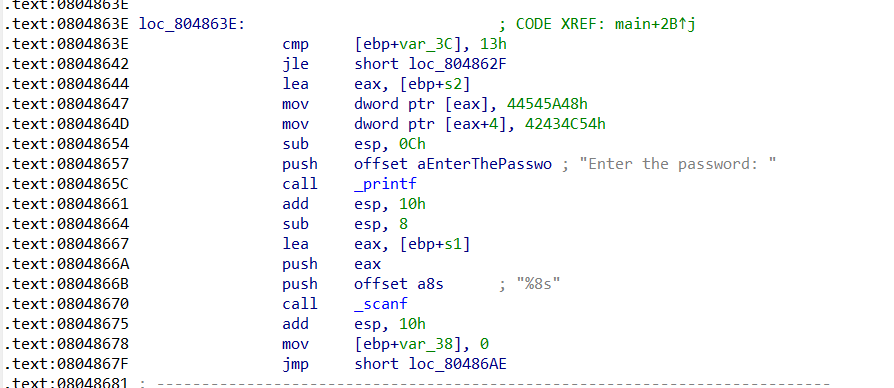 .text:0804863E
.text:0804863E loc_804863E: ; CODE XREF: main+2B↑j
.text:0804863E cmp [ebp+var_3C], 13h
.text:08048642 jle short loc_804862F
.text:08048644 lea eax, [ebp+s2]
.text:08048647 mov dword ptr [eax], 44545A48h
.text:0804864D mov dword ptr [eax+4], 42434C54h
.text:08048654 sub esp, 0Ch
.text:08048657 push offset aEnterThePasswo ; "Enter the password: "
.text:0804865C call _printf
.text:08048661 add esp, 10h
.text:08048664 sub esp, 8
.text:08048667 lea eax, [ebp+s1]
.text:0804866A push eax
.text:0804866B push offset a8s ; "%8s"
.text:08048670 call _scanf
.text:08048675 add esp, 10h
.text:08048678 mov [ebp+var_38], 0
.text:0804867F jmp short loc_80486AE
.text:08048681 ; ---------------------------------------------------------------------------